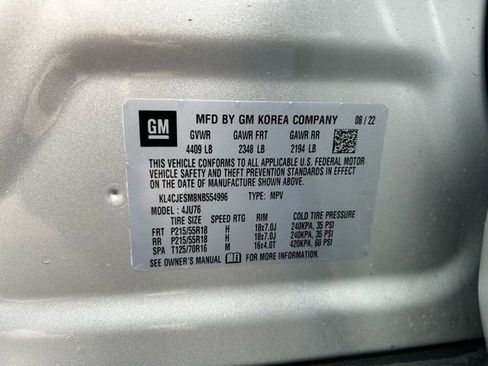 GM
MFD BY GM KOREA COMPANY 08 / 22
GVWR GAWR FRT GAWR RR
4409 LB 2348 LB 2194 LB
THIS VEHICLE CONFORMS TO ALL APPLICABLE U.S. FEDERAL MOTOR
VEHICLE SAFETY AND THEFT PREVENTION STANDARDS IN EFFECT
ON THE DATE OF MANUFACTURE SHOWN ABOVE.
KL4CJESM8NB554996 TYPE: MPV
MODEL : 4JU76
TIRE SIZE SPEED RTG RIM COLD TIRE PRESSURE
FRT P215/55R18 H 18x7.0J 240KPA, 35 PSI
RR P215/55R18 H 18x7.0J 240KPA, 35 PSI
SPA T125/70R16 M 16x4.0T 420KPA, 60 PSI
SEE OWNER'S MANUAL FOR ADDITIONAL INFORMATION.